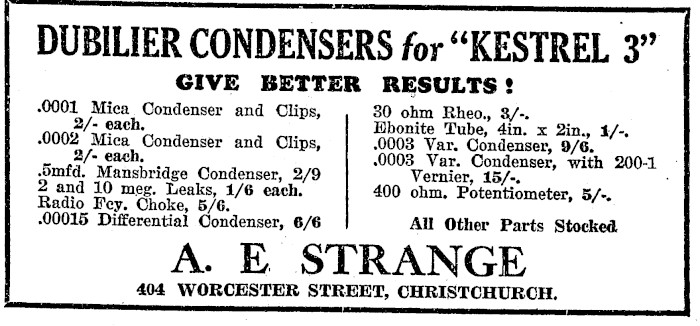 DUBILIER CONDENSERS for "KESTREL 3"
GIVE BETTER RESULTS!
.0001 Mica Condenser and Clips,
2/- each.
.0002 Mica Condenser and Clips,
2/- each.
.5mfd. Mansbridge Condenser, 2/9
2 and 10 meg. Leaks, 1/6 each.
Radio Fcy. Choke, 5/6.
.00015 Differential Condenser, 6/6
30 ohm Rheo., 3/-.
Ebonite Tube, 4in. x 2in., 1/-.
.0003 Var. Condenser, 9/6.
.0003 Var. Condenser, with 200-1
Vernier, 15/-.
400 ohm. Potentiometer, 5/-.
All Other Parts Stocked
A. E STRANGE
404 WORCESTER STREET, CHRISTCHURCH.